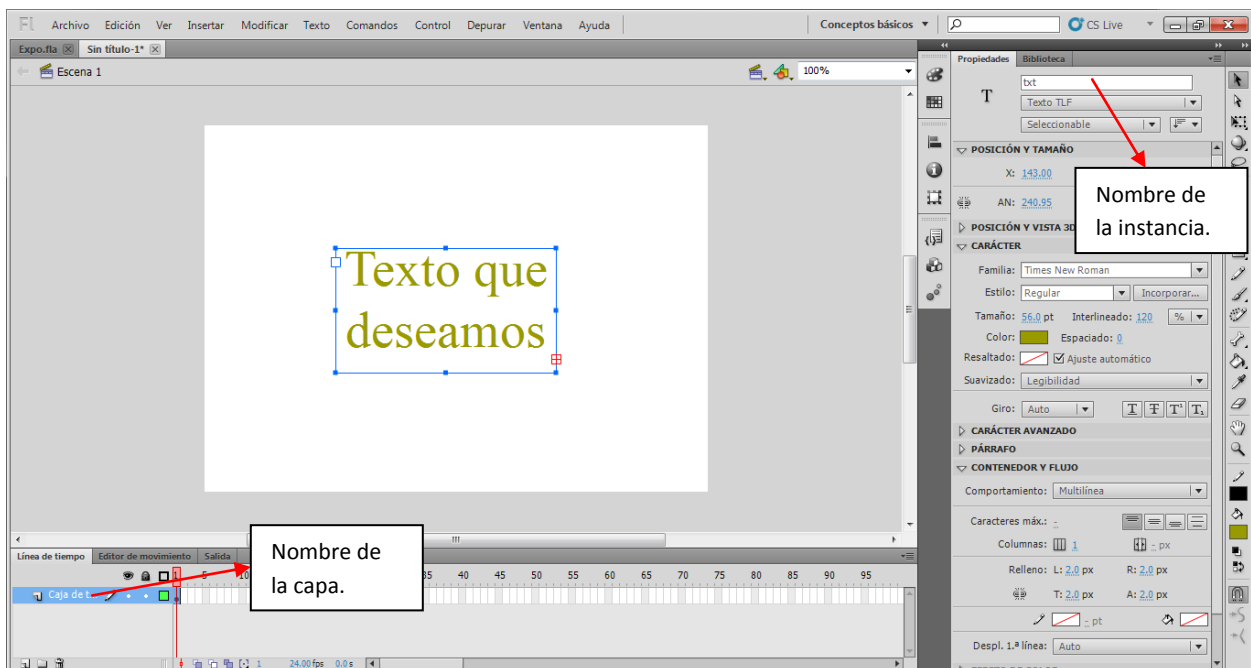 Fl Archivo Edición Ver Insertar Modificar Texto Comandos Control Depurar Ventana Ayuda Conceptos básicos CS Live
Expo.fla Sin título-1*
Escena 1 100%
Texto que
deseamos
Propiedades Biblioteca
T txt
Texto TLF
Seleccionable
POSICIÓN Y TAMAÑO
X: 143.00
AN: 240.95
Nombre de
la instancia.
POSICIÓN Y VISTA 3D
CARÁCTER
Familia: Times New Roman
Estilo: Regular Incorporar...
Tamaño: 56.0 pt Interlineado: 120 %
Color: Espaciado: 0
Resaltado: Ajuste automático
Suavizado: Legibilidad
Giro: Auto T T T¹ T₁
CARÁCTER AVANZADO
PÁRRAFO
CONTENEDOR Y FLUJO
Comportamiento: Multilínea
Caracteres máx.: -
Columnas: 1 - px
Relleno: L: 2.0 px R: 2.0 px
T: 2.0 px A: 2.0 px
- pt
Despl. 1.ª línea: Auto
Línea de tiempo Editor de movimiento Salida
1 5 10 35 40 45 50 55 60 65 70 75 80 85 90 95
Caja de t...
Nombre de
la capa.
1 24.00 fps 0.0 s